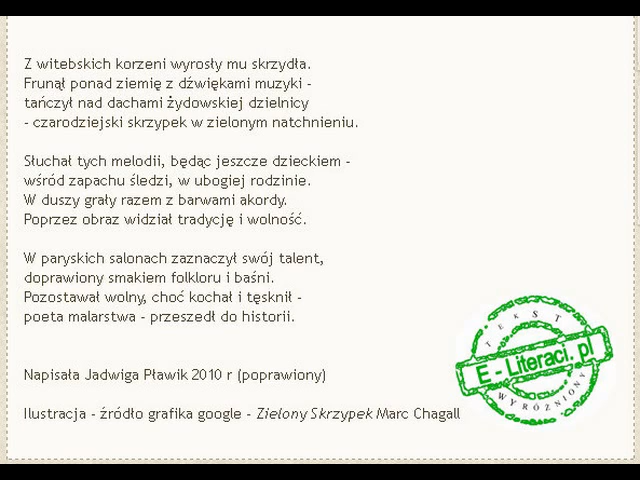 Z witebskich korzeni wyrosły mu skrzydła.
Frunął ponad ziemię z dźwiękami muzyki -
tańczył nad dachami żydowskiej dzielnicy
- czarodziejski skrzypek w zielonym natchnieniu.
Słuchał tych melodii, będąc jeszcze dzieckiem -
wśród zapachu śledzi, w ubogiej rodzinie.
W duszy grały razem z barwami akordy.
Poprzez obraz widział tradycję i wolność.
W paryskich salonach zaznaczył swój talent,
doprawiony smakiem folkloru i baśni.
Pozostawał wolny, choć kochał i tęsknił -
poeta malarstwa - przeszedł do historii.
TEKST
E - Literaci. pl
WYRÓŻNIONY
Napisała Jadwiga Pławik 2010 r (poprawiony)
Ilustracja - źródło grafika google - Zielony Skrzypek Marc Chagall